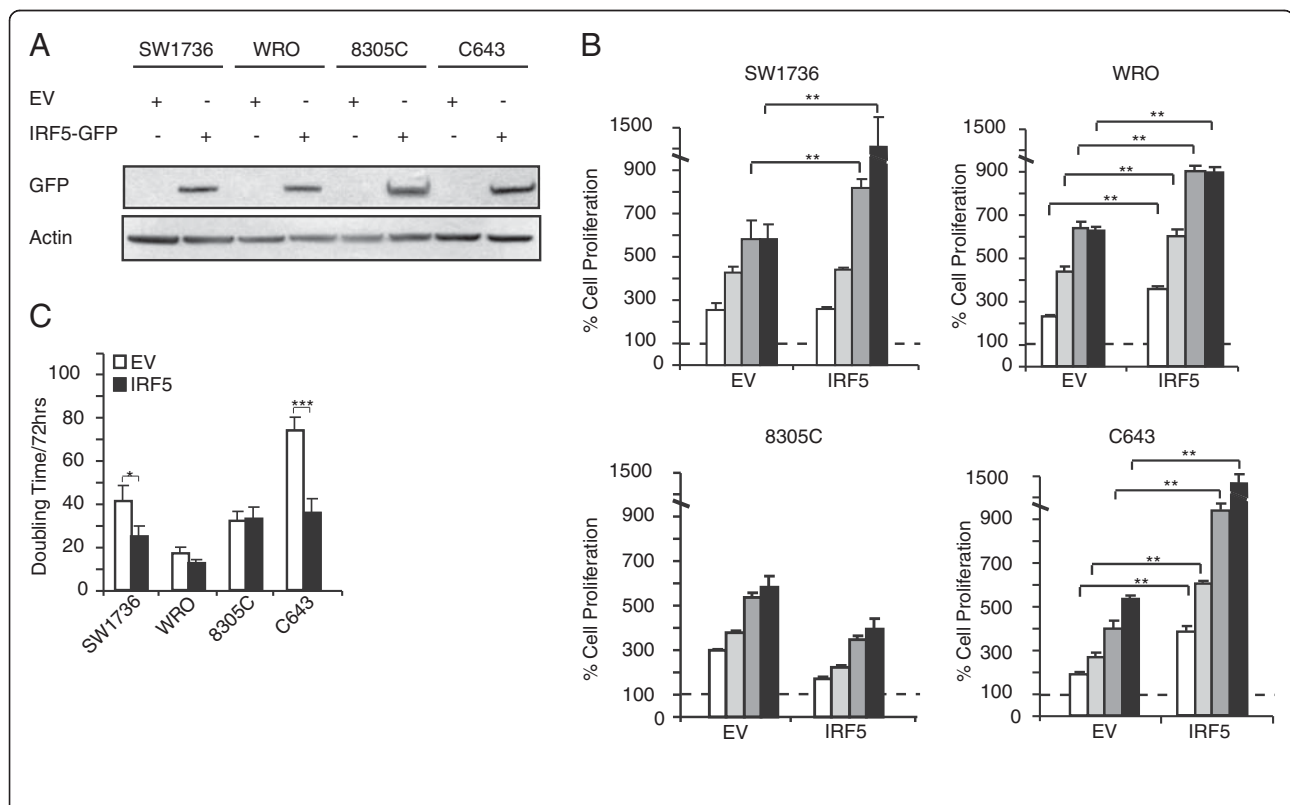 A
SW1736 WRO 8305C C643
EV + - + - + - + -
IRF5-GFP - + - + - + - +
GFP
Actin
B
SW1736
% Cell Proliferation
1500
900
700
500
300
100
0
** **
EV IRF5
WRO
% Cell Proliferation
1500
900
700
500
300
100
0
** ** ** **
EV IRF5
C
EV
IRF5
Doubling Time/72hrs
100
80
60
40
20
0
* ***
SW1736 WRO 8305C C643
8305C
% Cell Proliferation
1500
900
700
500
300
100
0
EV IRF5
C643
% Cell Proliferation
1500
900
700
500
300
100
0
** ** ** **
EV IRF5